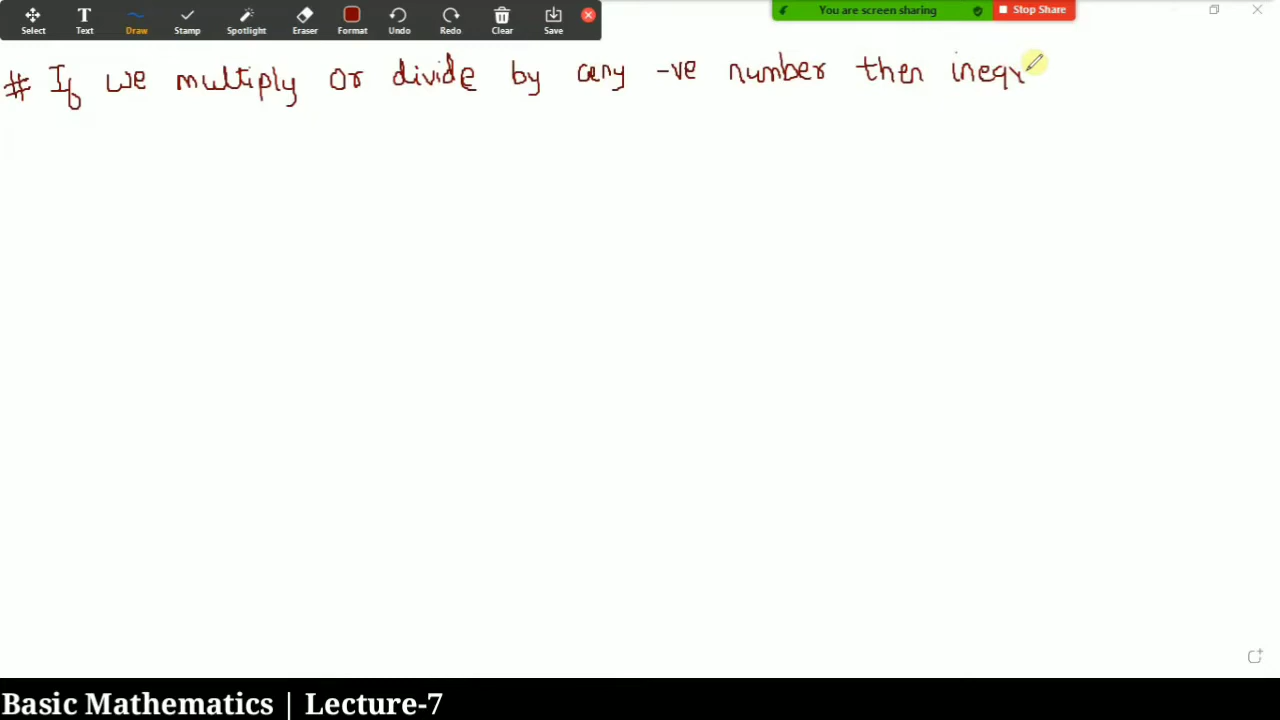 Select Text Draw Stamp Spotlight Eraser Format Undo Redo Clear Save
You are screen sharing Stop Share
# If we multiply or divide by any -ve number then inequ
Basic Mathematics | Lecture-7